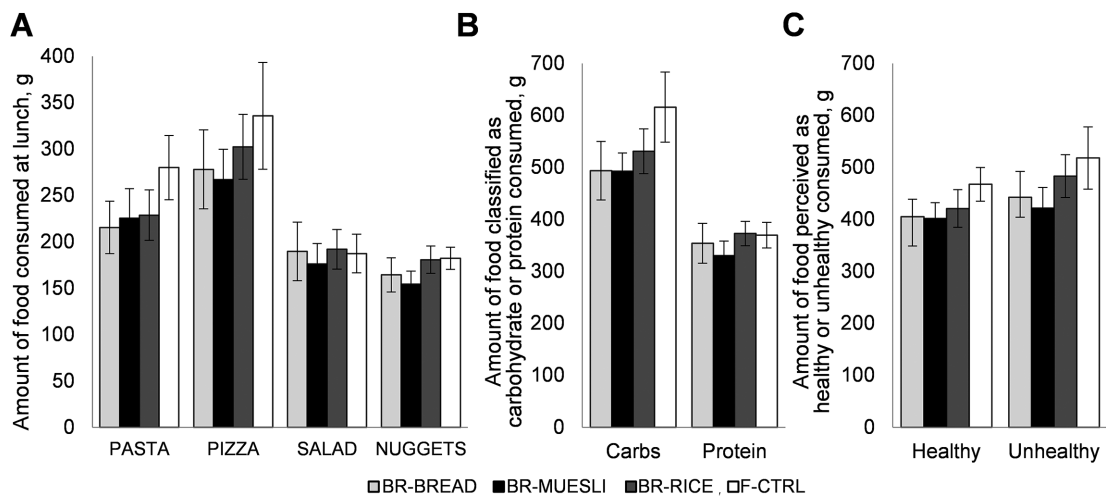 A
B
C
Amount of food consumed at lunch, g
400
350
300
250
200
150
100
50
0
PASTA
PIZZA
SALAD
NUGGETS
Amount of food classified as
carbohydrate or protein consumed, g
700
600
500
400
300
200
100
0
Carbs
Protein
Amount of food perceived as
healthy or unhealthy consumed, g
700
600
500
400
300
200
100
0
Healthy
Unhealthy
BR-BREAD
BR-MUESLI
BR-RICE ,
F-CTRL